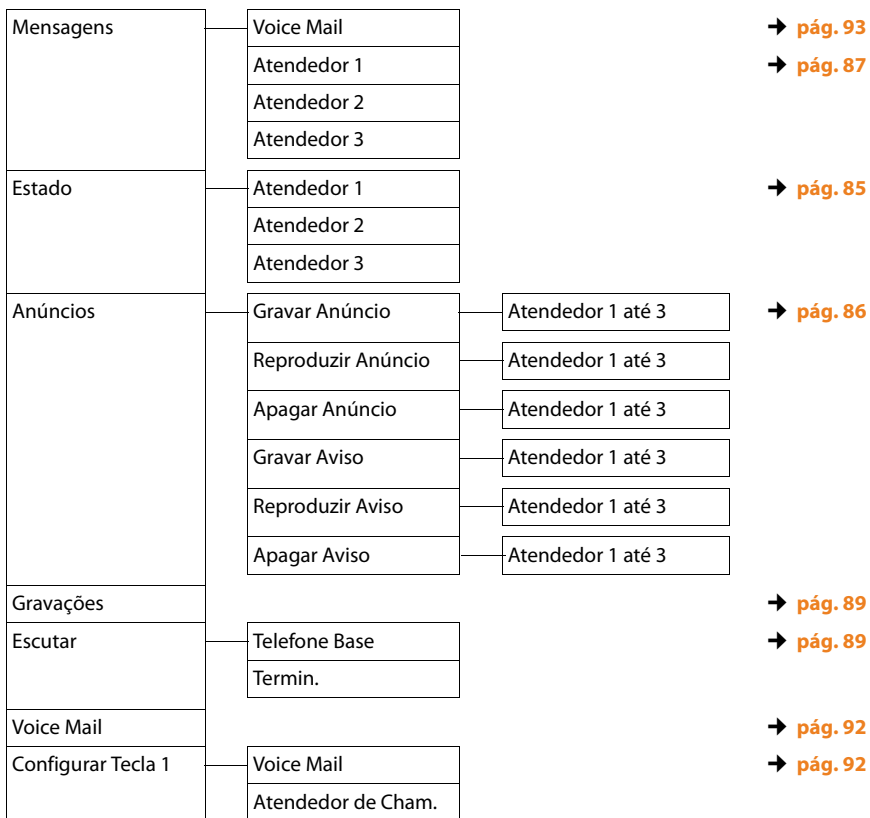 Mensagens Voice Mail → pág. 93
Atendedor 1 → pág. 87
Atendedor 2
Atendedor 3
Estado Atendedor 1 → pág. 85
Atendedor 2
Atendedor 3
Anúncios Gravar Anúncio Atendedor 1 até 3 → pág. 86
Reproduzir Anúncio Atendedor 1 até 3
Apagar Anúncio Atendedor 1 até 3
Gravar Aviso Atendedor 1 até 3
Reproduzir Aviso Atendedor 1 até 3
Apagar Aviso Atendedor 1 até 3
Gravações → pág. 89
Escutar Telefone Base → pág. 89
Termin.
Voice Mail → pág. 92
Configurar Tecla 1 Voice Mail → pág. 92
Atendedor de Cham.